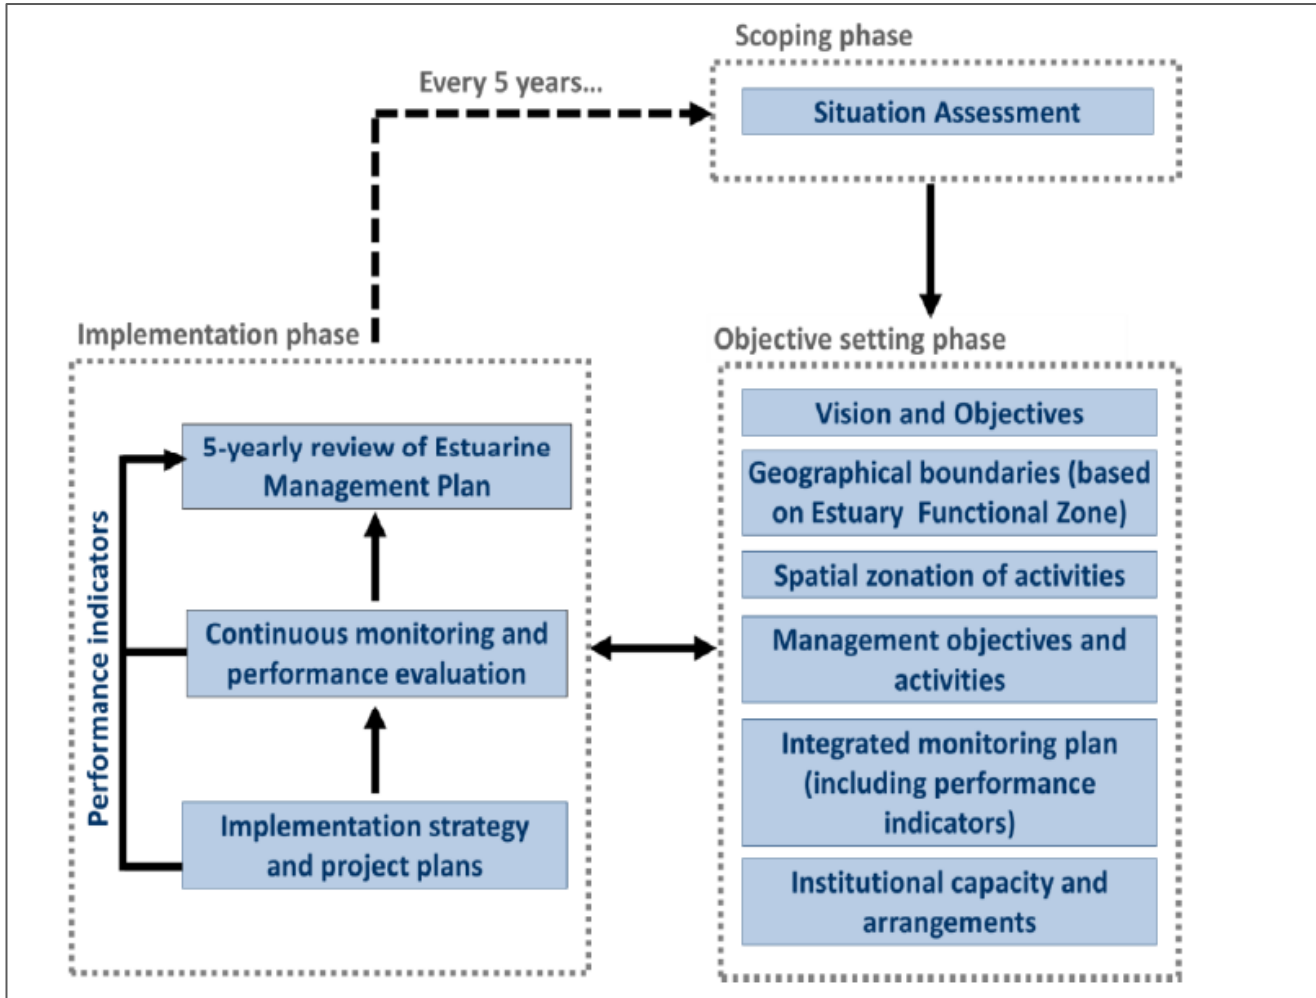 Scoping phase
Every 5 years...
Situation Assessment
Implementation phase
Objective setting phase
5-yearly review of Estuarine
Management Plan
Continuous monitoring and
performance evaluation
Implementation strategy
and project plans
Performance indicators
Vision and Objectives
Geographical boundaries (based
on Estuary Functional Zone)
Spatial zonation of activities
Management objectives and
activities
Integrated monitoring plan
(including performance
indicators)
Institutional capacity and
arrangements